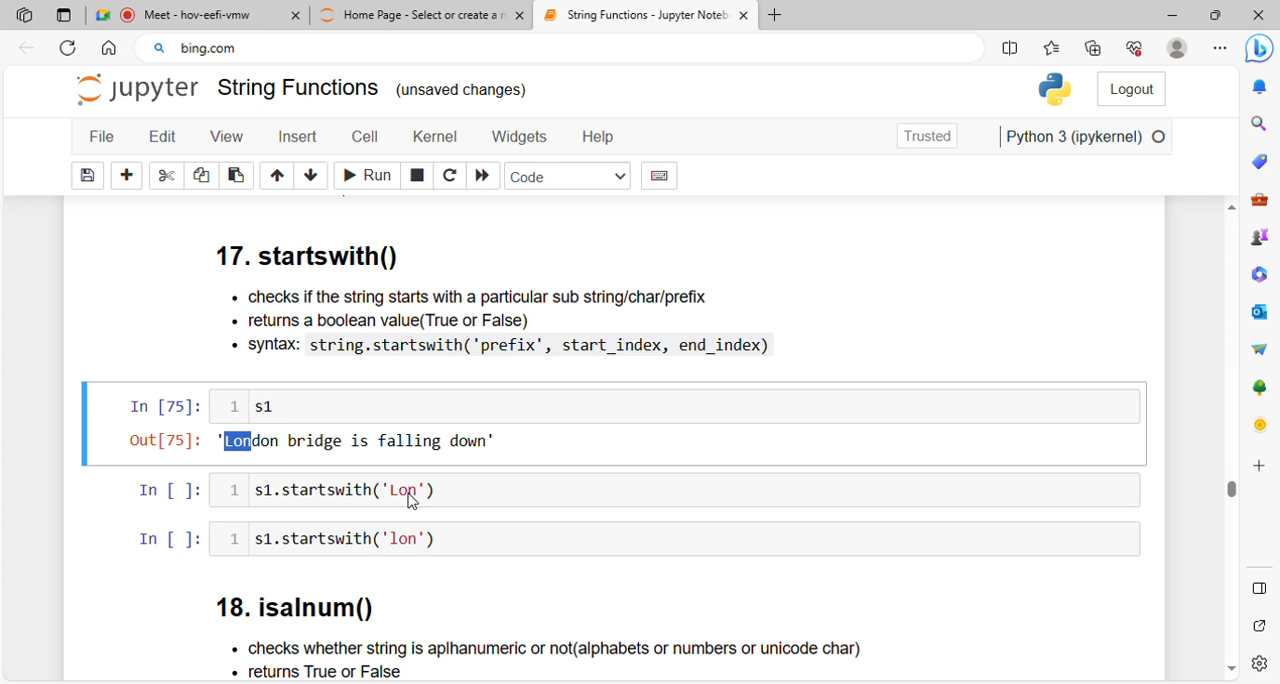 Meet - hov-eefi-vmw
Home Page - Select or create a n
String Functions - Jupyter Noteb
bing.com
jupyter String Functions (unsaved changes)
Logout
File Edit View Insert Cell Kernel Widgets Help
Trusted
Python 3 (ipykernel)
Run
Code
17. startswith()
• checks if the string starts with a particular sub string/char/prefix
• returns a boolean value(True or False)
• syntax: string.startswith('prefix', start_index, end_index)
In [75]: 1 s1
Out[75]: 'London bridge is falling down'
In [ ]: 1 s1.startswith('Lon')
In [ ]: 1 s1.startswith('lon')
18. isalnum()
• checks whether string is aplhanumeric or not(alphabets or numbers or unicode char)
• returns True or False